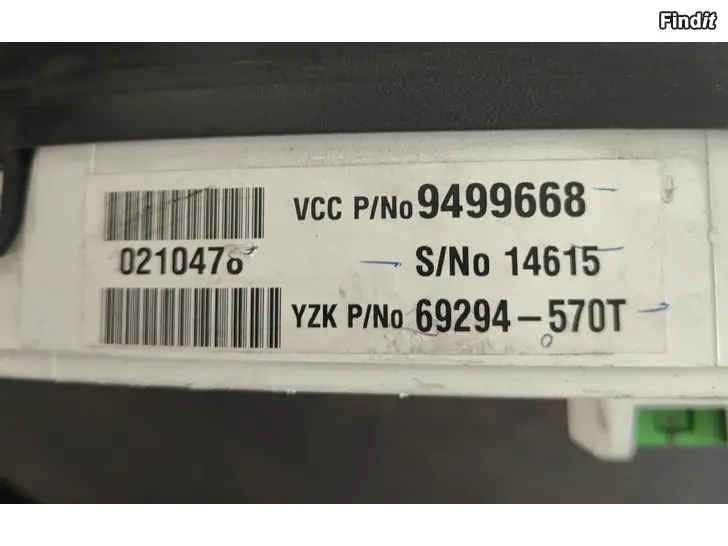 Findit
VCC P/No 9499668
0210478
S/No 14615
YZK P/No 69294-570T